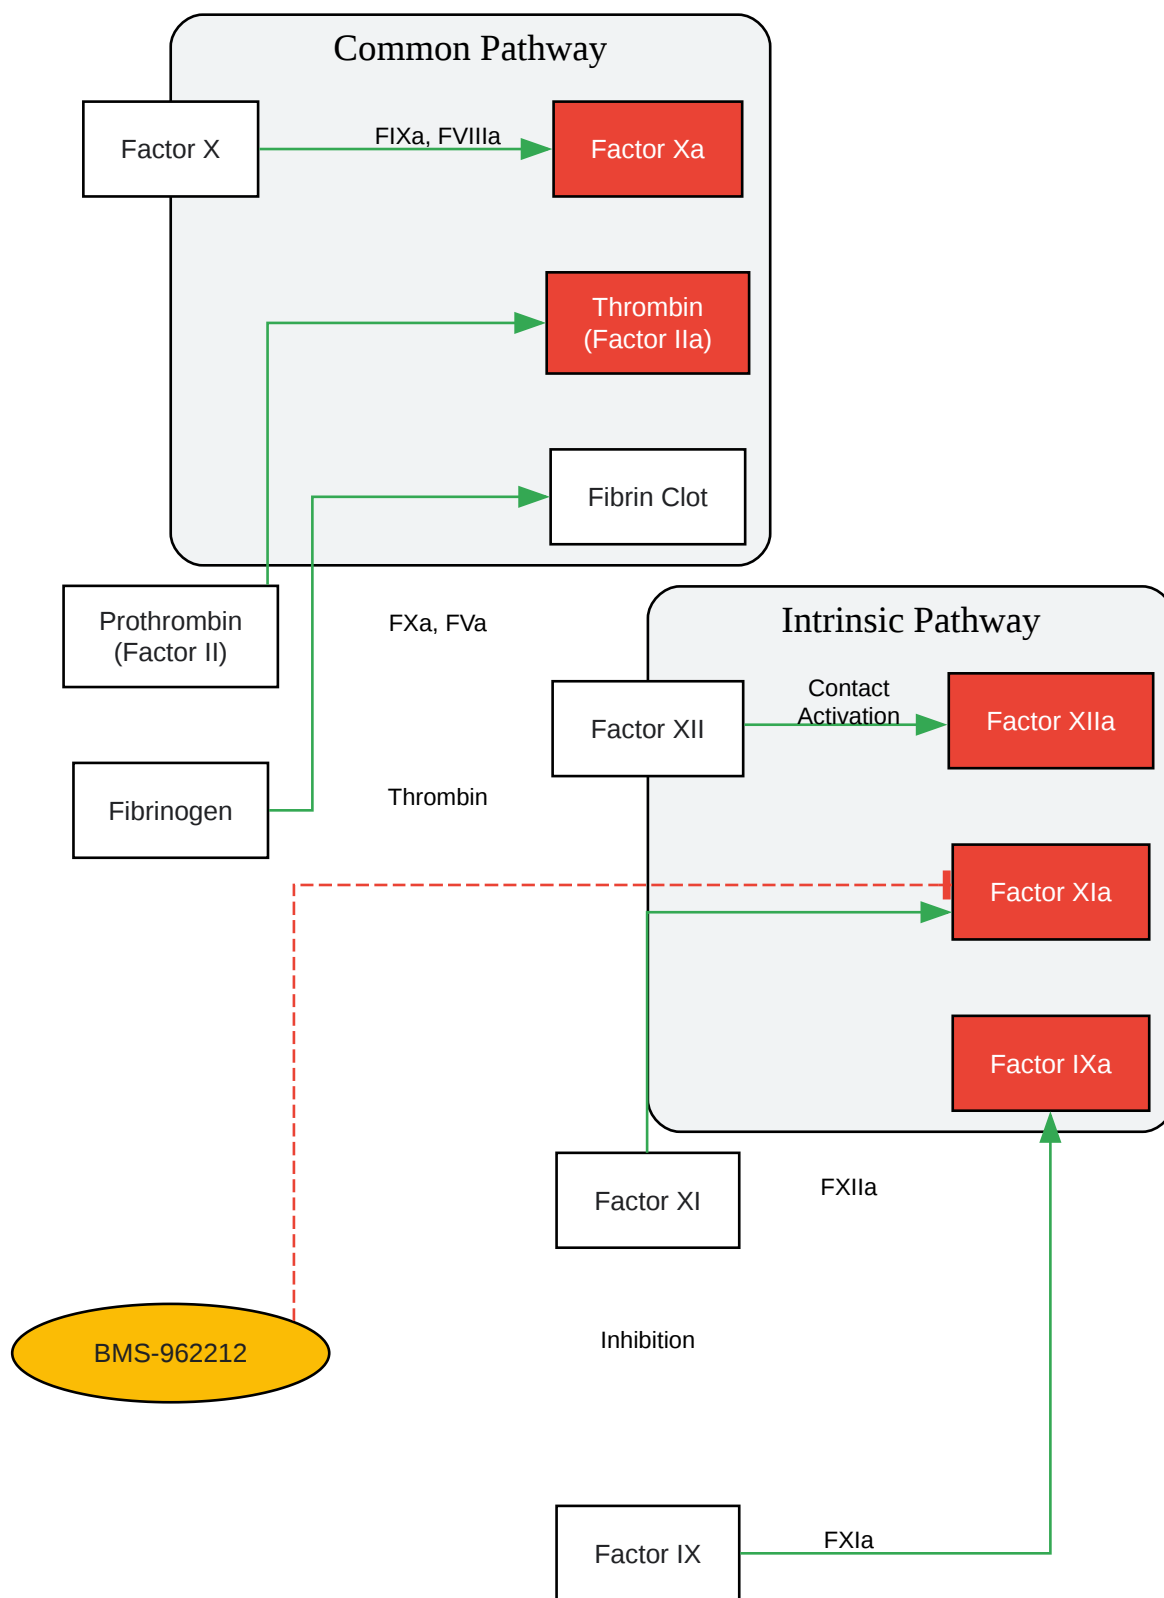 Common Pathway
Factor X
FIXa, FVIIIa
Factor Xa
Thrombin
(Factor IIa)
Fibrin Clot
Prothrombin
(Factor II)
FXa, FVa
Fibrinogen
Thrombin
Intrinsic Pathway
Factor XII
Contact
Activation
Factor XIIa
Factor XIa
Factor IXa
Factor XI
FXIIa
Inhibition
BMS-962212
Factor IX
FXIa